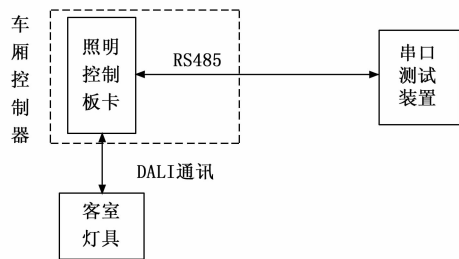 车
厢
控
制
器
照明
控制
板卡
RS485
串口
测试
装置
DALI通讯
客室
灯具